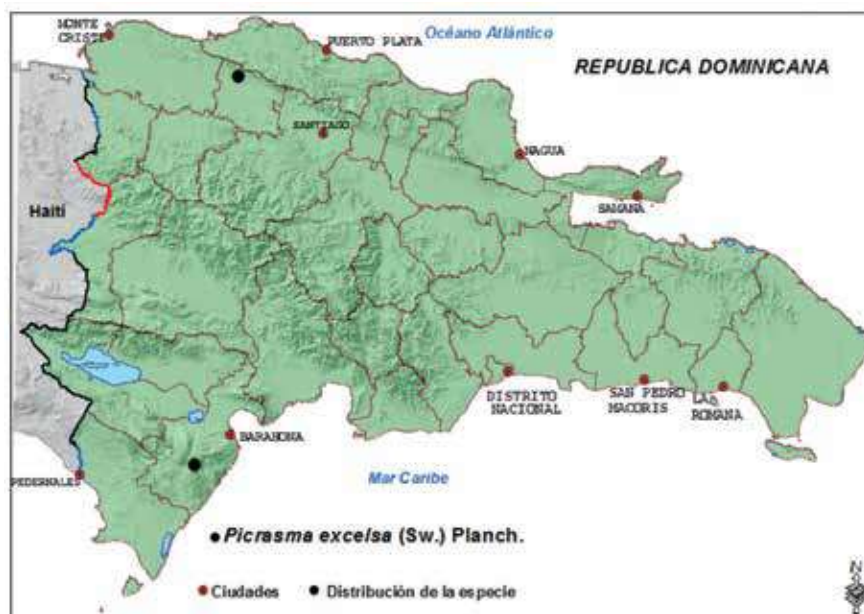 MONTE
CRISTI
PUERTO PLATA
Océano Atlántico
REPUBLICA DOMINICANA
SANTIAGO
NAGUA
SAMANA
Haití
DISTRITO
NACIONAL
SAN PEDRO
MACORIS
LA
ROMANA
BARAHONA
PEDERNALES
Mar Caribe
Picrasma excelsa (Sw.) Planch.
Ciudades
Distribución de la especie
N